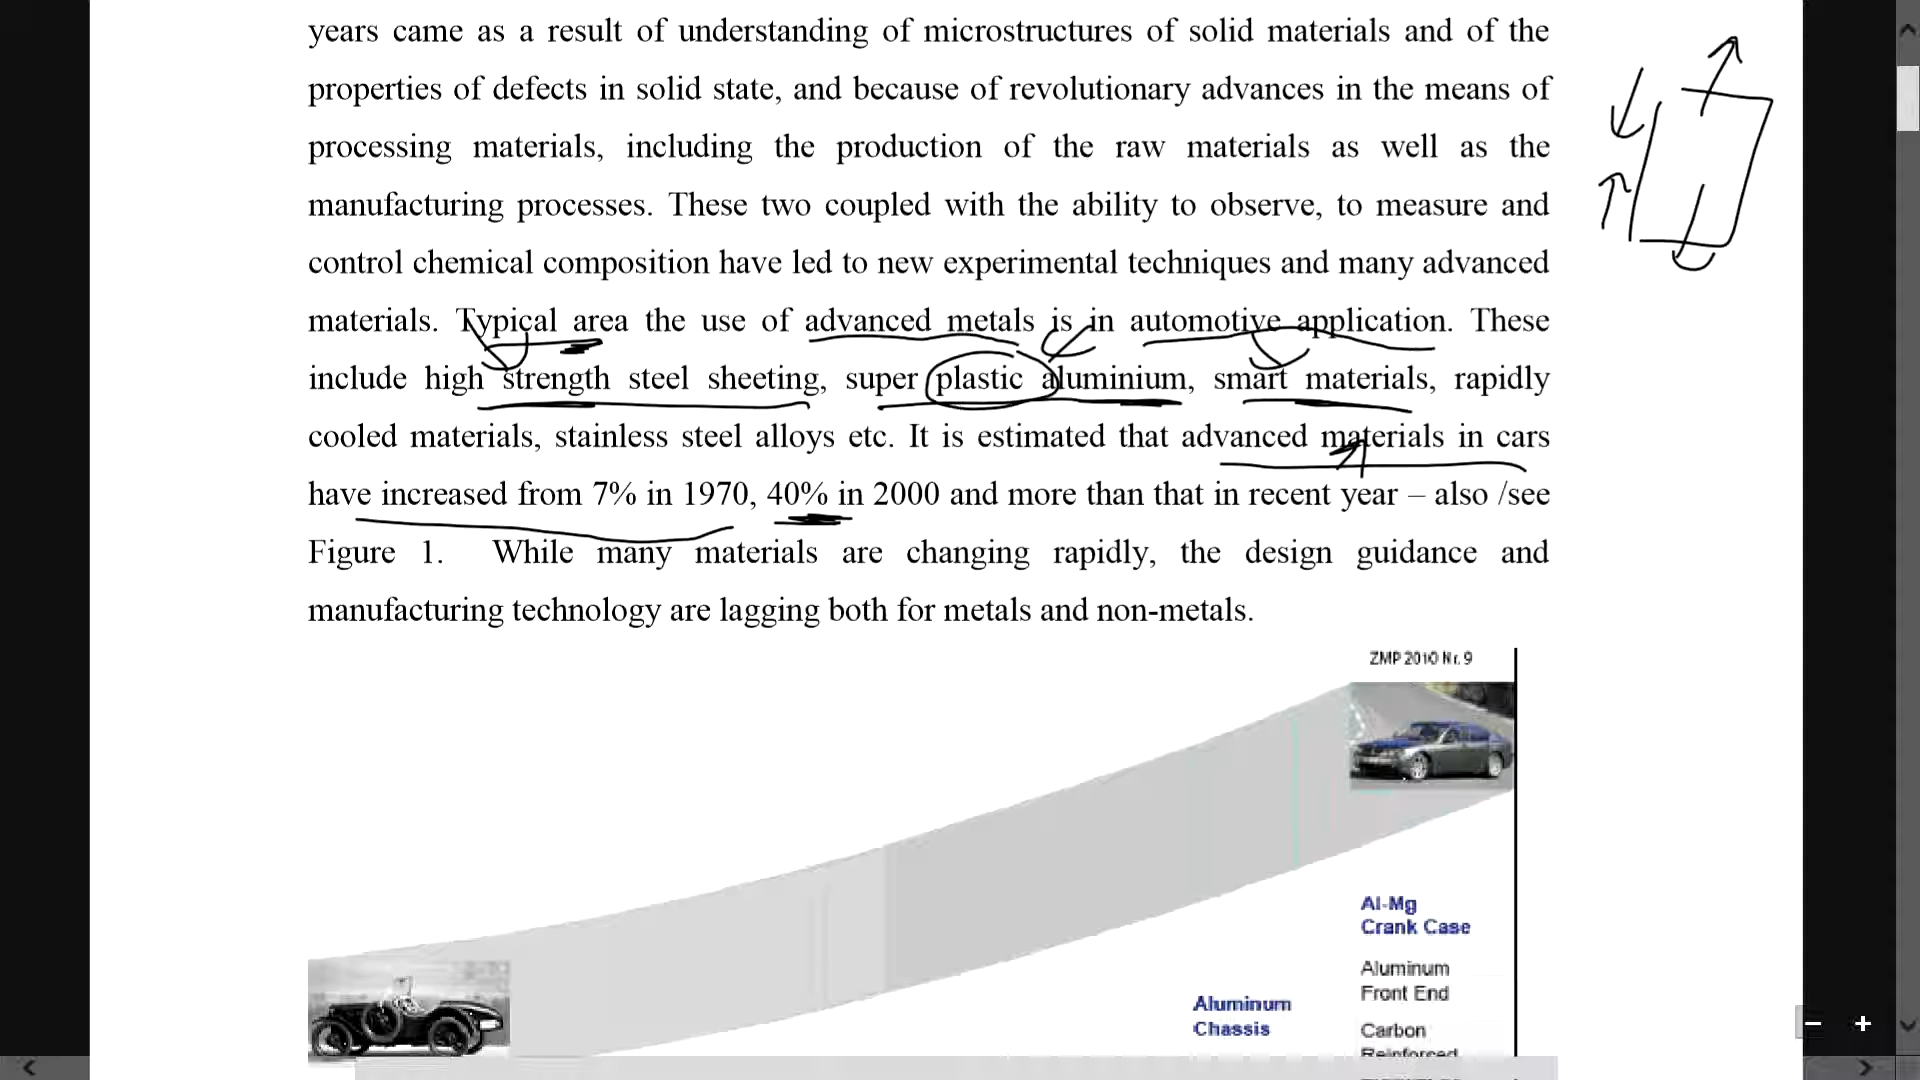 years came as a result of understanding of microstructures of solid materials and of the
properties of defects in solid state, and because of revolutionary advances in the means of
processing materials, including the production of the raw materials as well as the
manufacturing processes. These two coupled with the ability to observe, to measure and
control chemical composition have led to new experimental techniques and many advanced
materials. Typical area the use of advanced metals is in automotive application. These
include high strength steel sheeting, super plastic aluminium, smart materials, rapidly
cooled materials, stainless steel alloys etc. It is estimated that advanced materials in cars
have increased from 7% in 1970, 40% in 2000 and more than that in recent year – also /see
Figure 1. While many materials are changing rapidly, the design guidance and
manufacturing technology are lagging both for metals and non-metals.
ZMP 2010 Nr. 9
Al-Mg
Crank Case
Aluminum
Front End
Aluminum
Chassis
Carbon
Reinforced